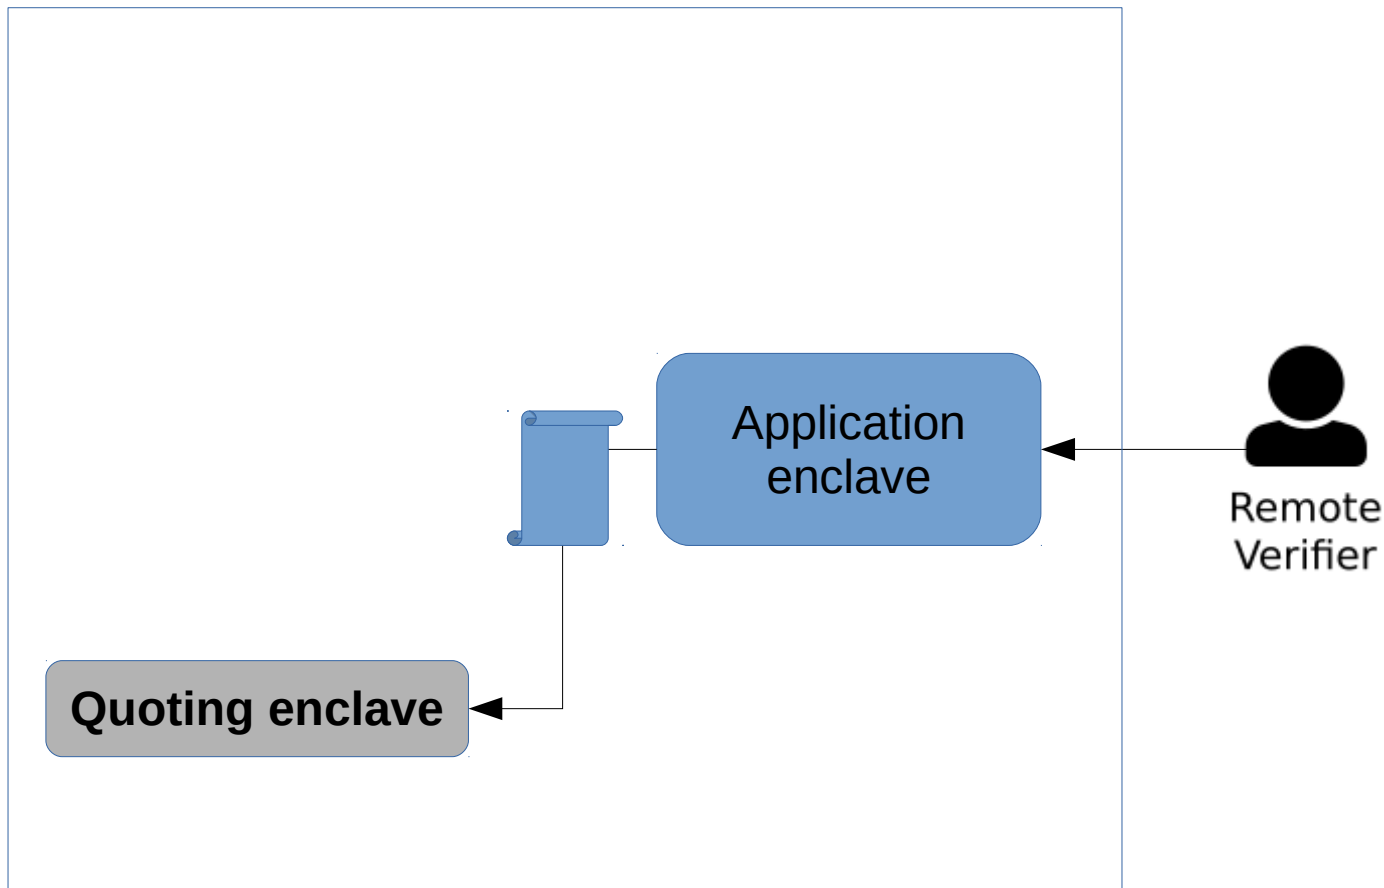 Application
enclave
Remote
Verifier
Quoting enclave